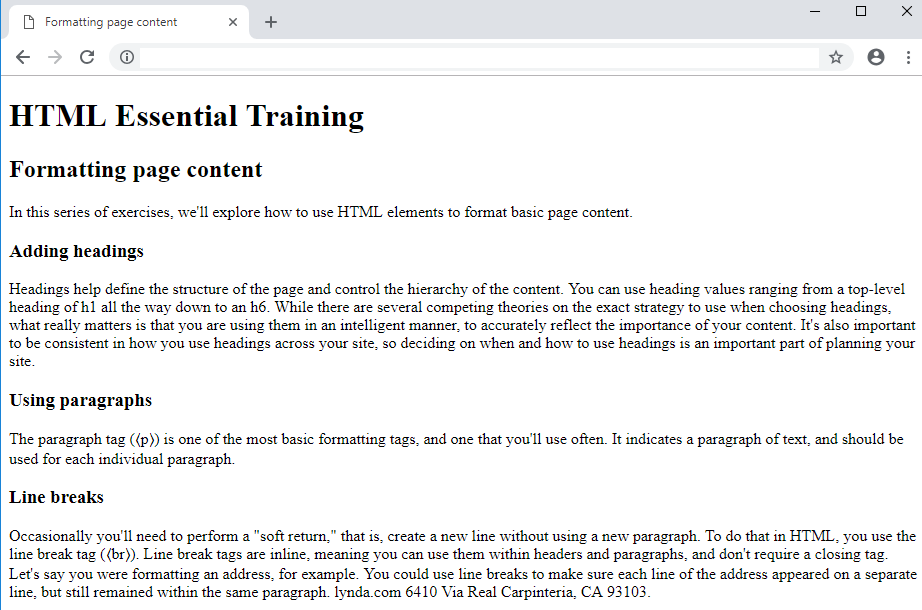 Formatting page content
HTML Essential Training
Formatting page content
In this series of exercises, we'll explore how to use HTML elements to format basic page content.
Adding headings
Headings help define the structure of the page and control the hierarchy of the content. You can use heading values ranging from a top-level
heading of h1 all the way down to an h6. While there are several competing theories on the exact strategy to use when choosing headings,
what really matters is that you are using them in an intelligent manner, to accurately reflect the importance of your content. It's also important
to be consistent in how you use headings across your site, so deciding on when and how to use headings is an important part of planning your
site.
Using paragraphs
The paragraph tag (⟨p⟩) is one of the most basic formatting tags, and one that you'll use often. It indicates a paragraph of text, and should be
used for each individual paragraph.
Line breaks
Occasionally you'll need to perform a "soft return," that is, create a new line without using a new paragraph. To do that in HTML, you use the
line break tag (⟨br⟩). Line break tags are inline, meaning you can use them within headers and paragraphs, and don't require a closing tag.
Let's say you were formatting an address, for example. You could use line breaks to make sure each line of the address appeared on a separate
line, but still remained within the same paragraph. lynda.com 6410 Via Real Carpinteria, CA 93103.